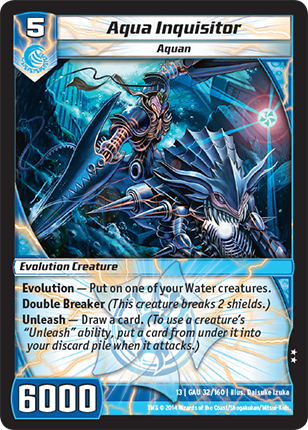 5
Aqua Inquisitor
Aquan
Evolution Creature
Evolution — Put on one of your Water creatures.
Double Breaker (This creature breaks 2 shields.)
Unleash — Draw a card. (To use a creature's
"Unleash" ability, put a card from under it into
your discard pile when it attacks.)
6000
13 | GAU 32/160 | Illus. Daisuke Izuka
TM & © 2014 Wizards of the Coast/Shogakukan/Mitsui-Kids.